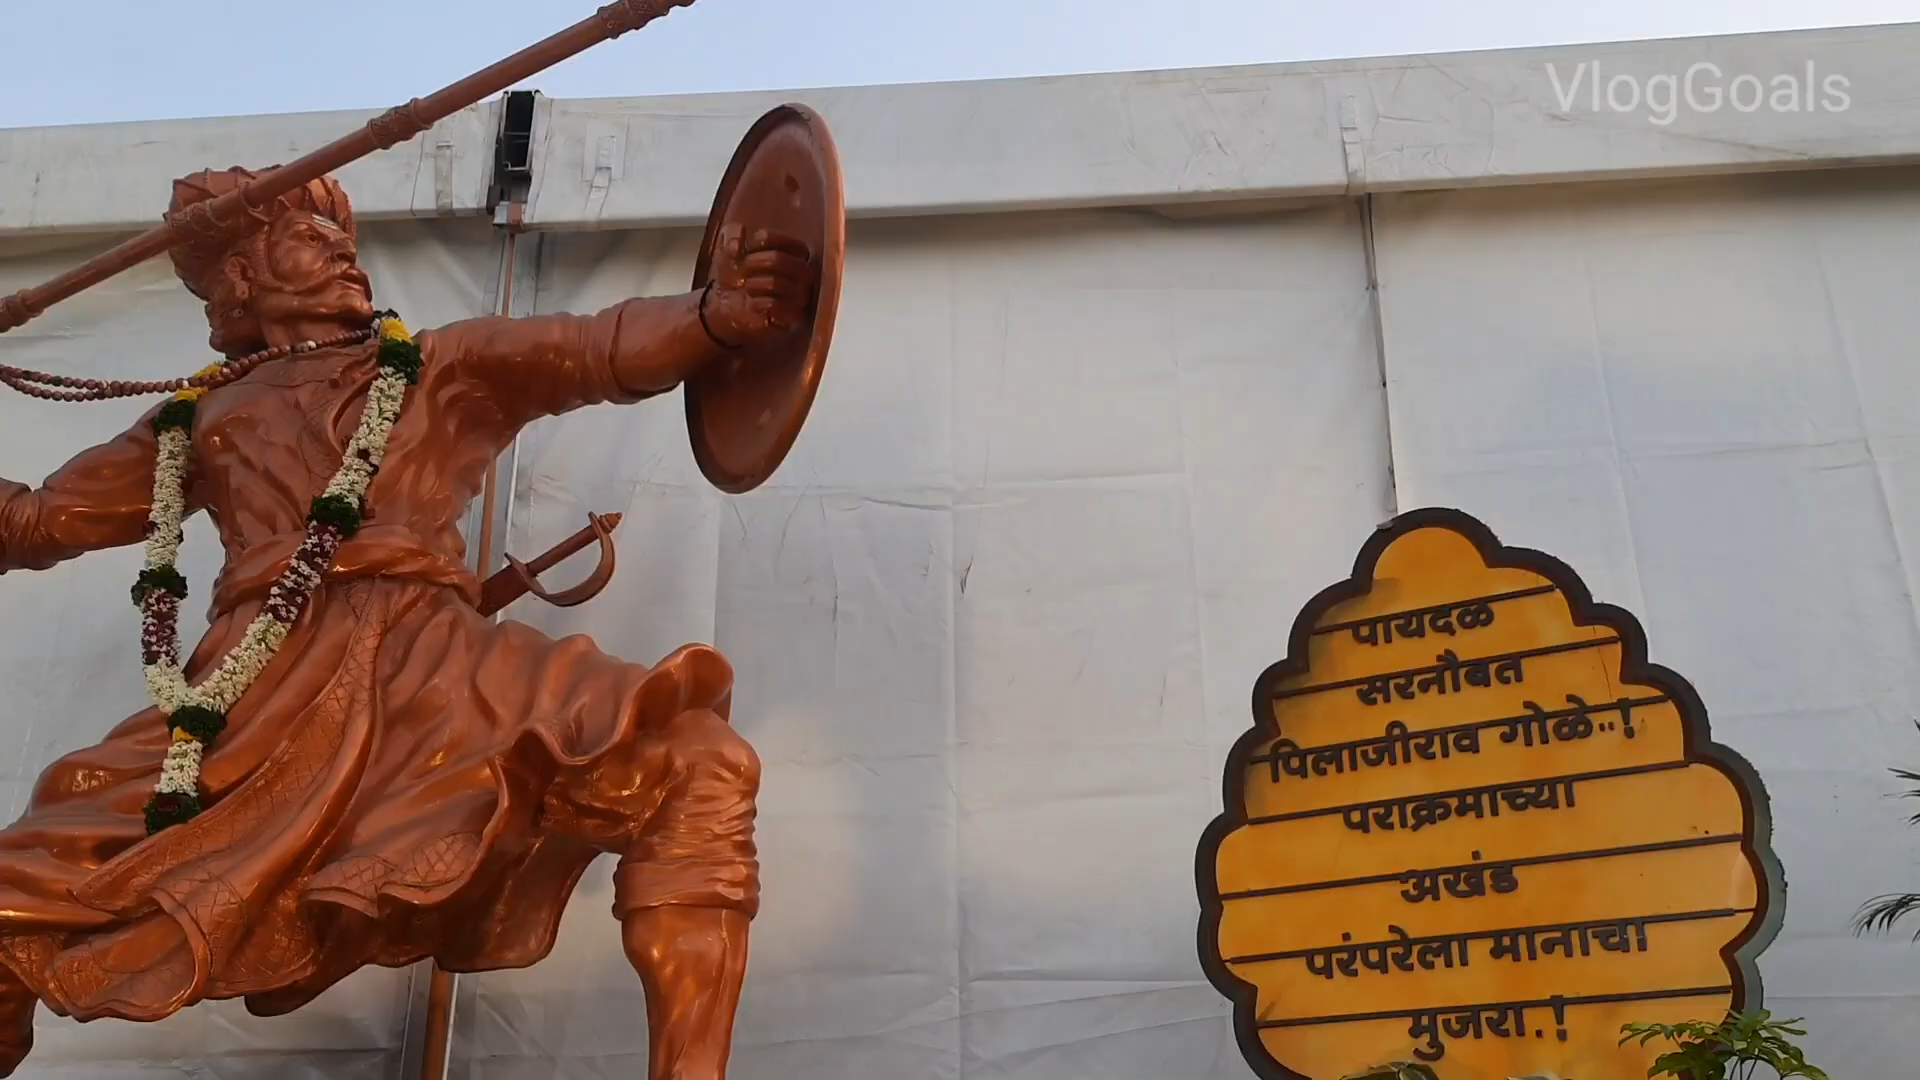 VlogGoals
पायदळ
सरनौबत
पिलाजीराव गोळे..!
पराक्रमाच्या
अखंड
परंपरेला मानाचा
मुजरा.!